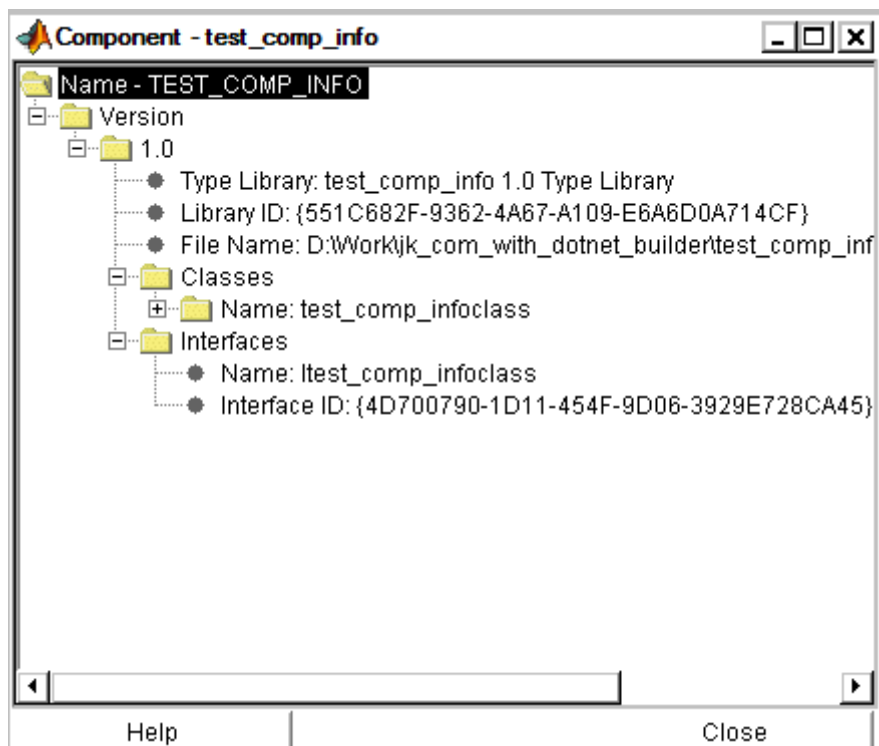 Component - test_comp_info
Name - TEST_COMP_INFO
Version
1.0
Type Library: test_comp_info 1.0 Type Library
Library ID: {551C682F-9362-4A67-A109-E6A6D0A714CF}
File Name: D:\Work\jk_com_with_dotnet_builder\test_comp_inf
Classes
Name: test_comp_infoclass
Interfaces
Name: Itest_comp_infoclass
Interface ID: {4D700790-1D11-454F-9D06-3929E728CA45}
Help Close